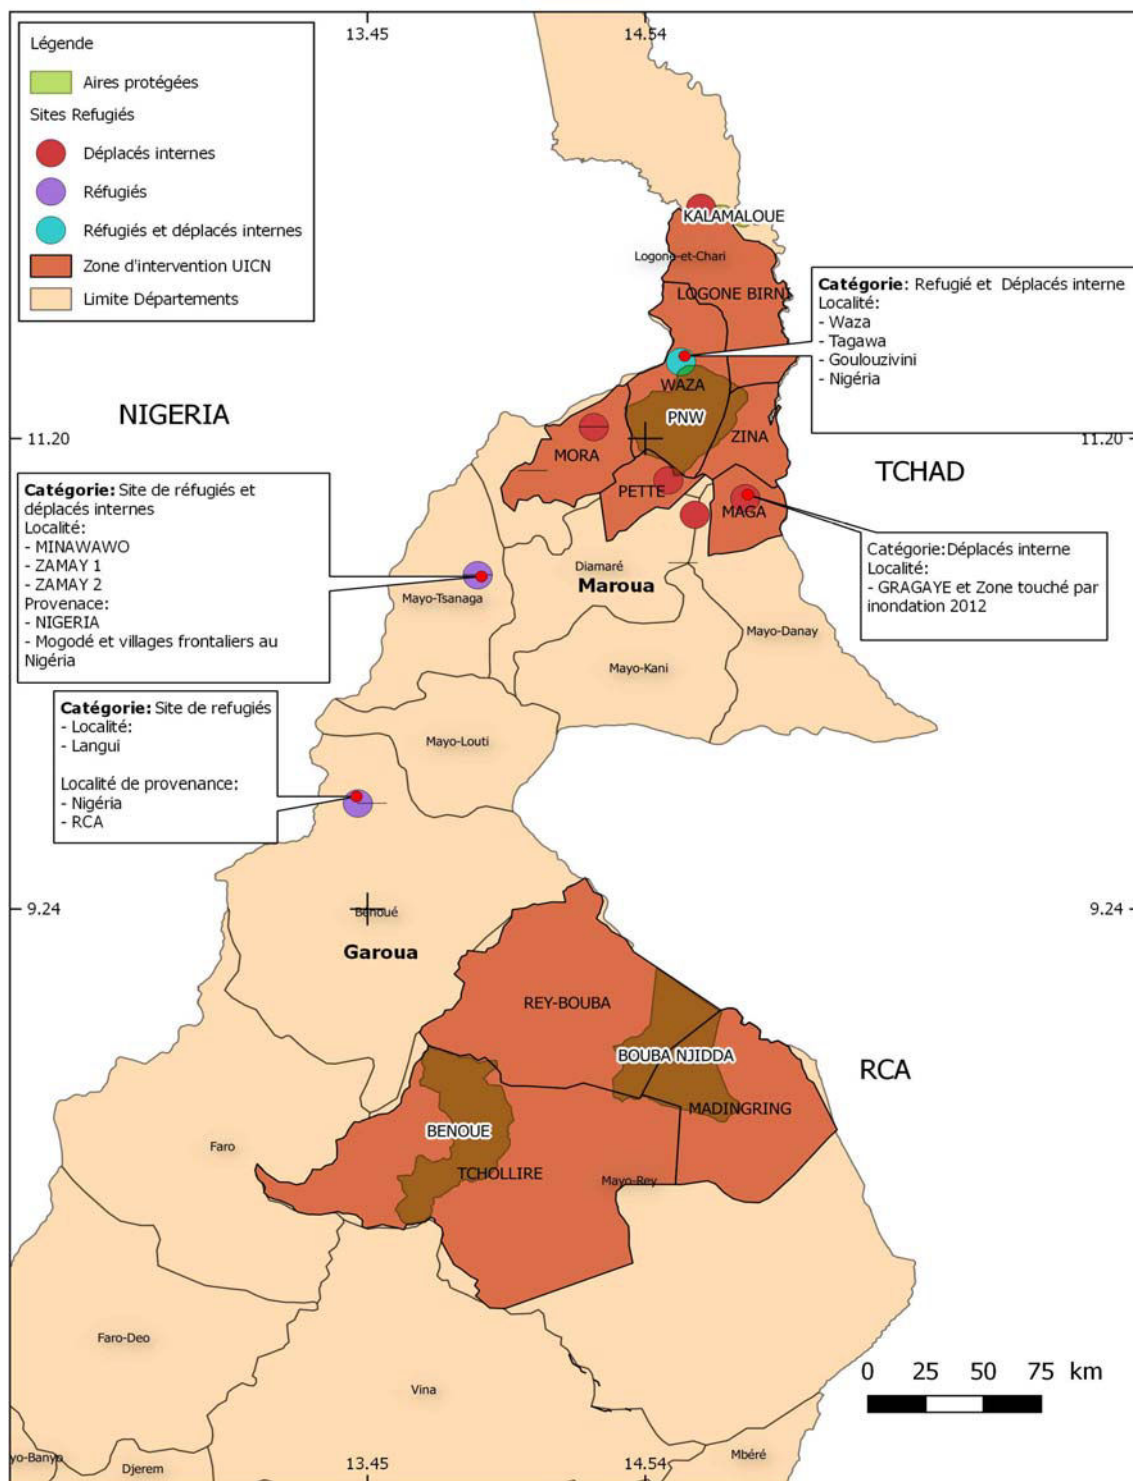 13.45
14.54
Légende
Aires protégées
Sites Refugiés
Déplacés internes
Réfugiés
Réfugiés et déplacés internes
Zone d'intervention UICN
Limite Départements
KALAMALOUE
Logone-et-Chari
LOGONE BIRNI
Catégorie: Refugié et Déplacés interne
Localité:
- Waza
- Tagawa
- Goulouzivini
- Nigéria
WAZA
NIGERIA
PNW
11.20
ZINA
11.20
MORA
TCHAD
PETTE
MAGA
Catégorie: Site de réfugiés et
déplacés internes
Localité:
- MINAWAWO
- ZAMAY 1
- ZAMAY 2
Provenace:
- NIGERIA
- Mogodé et villages frontaliers au
Nigéria
Catégorie:Déplacés interne
Localité:
- GRAGAYE et Zone touché par
inondation 2012
Diamaré
Maroua
Mayo-Tsanaga
Mayo-Danay
Mayo-Kani
Catégorie: Site de refugiés
- Localité:
- Langui
Localité de provenance:
- Nigéria
- RCA
Mayo-Louti
9.24
Bénoué
9.24
Garoua
REY-BOUBA
BOUBA NJIDDA
RCA
MADINGRING
BENOUE
Faro
TCHOLLIRE
Mayo-Rey
Faro-Deo
0 25 50 75 km
Vina
yo-Banyo
Djerem
13.45
14.54
Mbéré